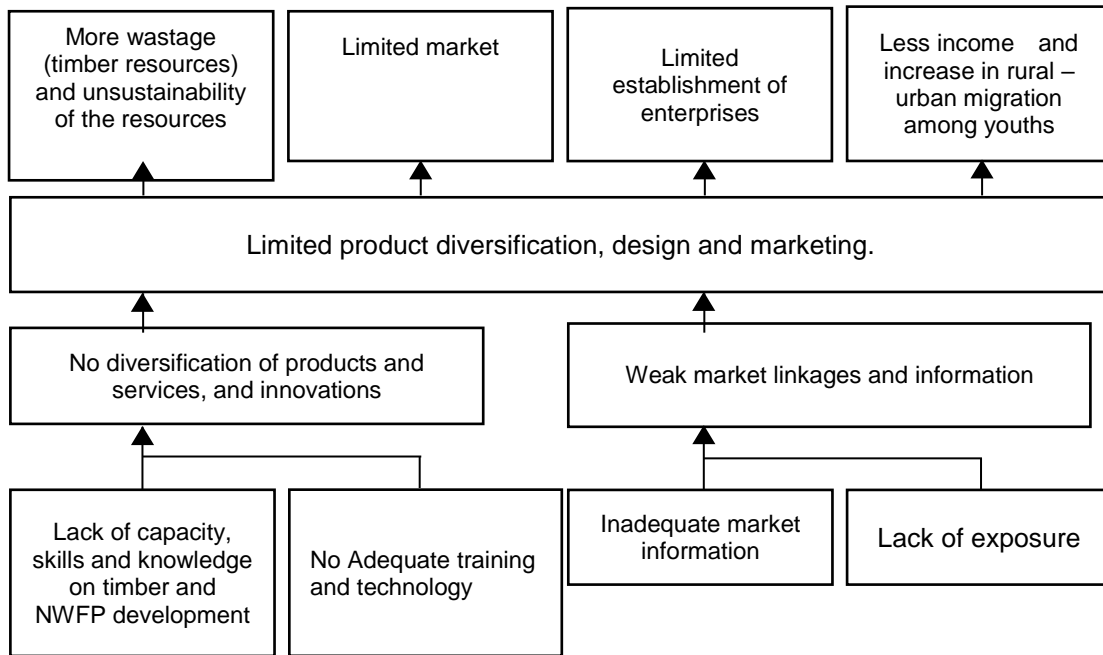 More wastage
(timber resources)
and unsustainability
of the resources
Limited market
Limited
establishment of
enterprises
Less income and
increase in rural –
urban migration
among youths
Limited product diversification, design and marketing.
No diversification of products and
services, and innovations
Weak market linkages and information
Lack of capacity,
skills and knowledge
on timber and
NWFP development
No Adequate training
and technology
Inadequate market
information
Lack of exposure